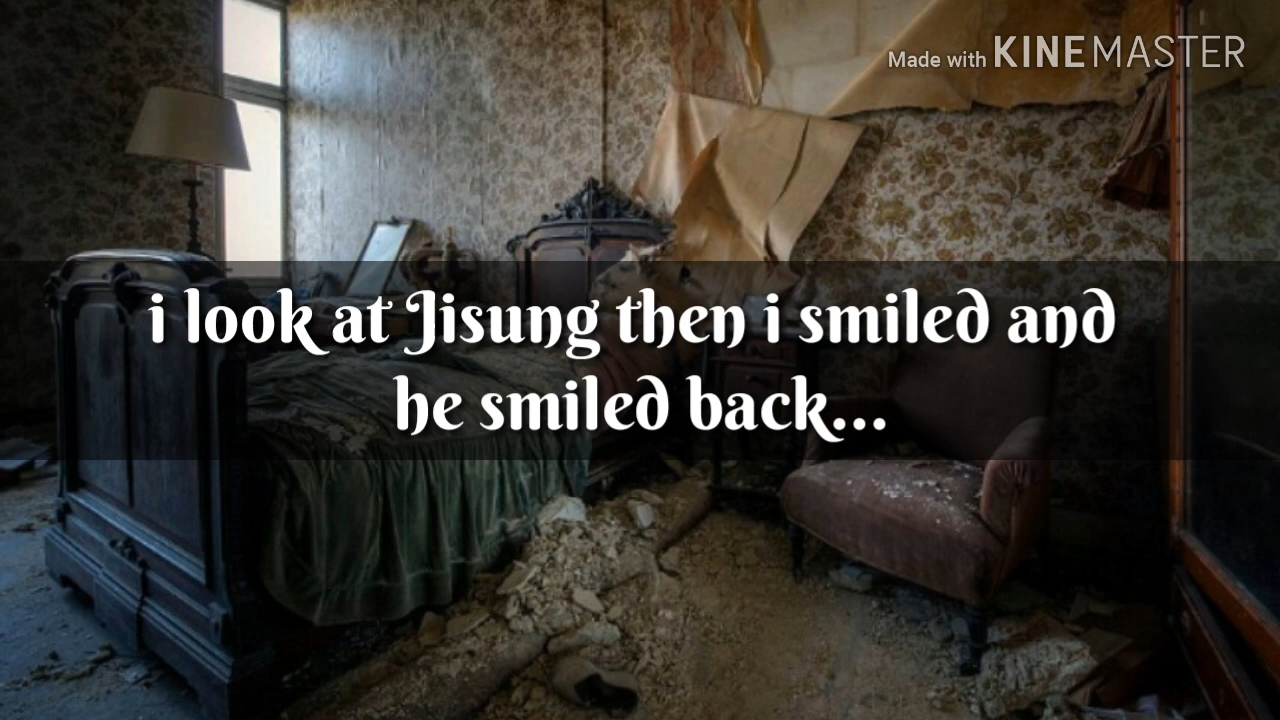 Made with KINEMASTER
i look at Jisung then i smiled and
he smiled back...